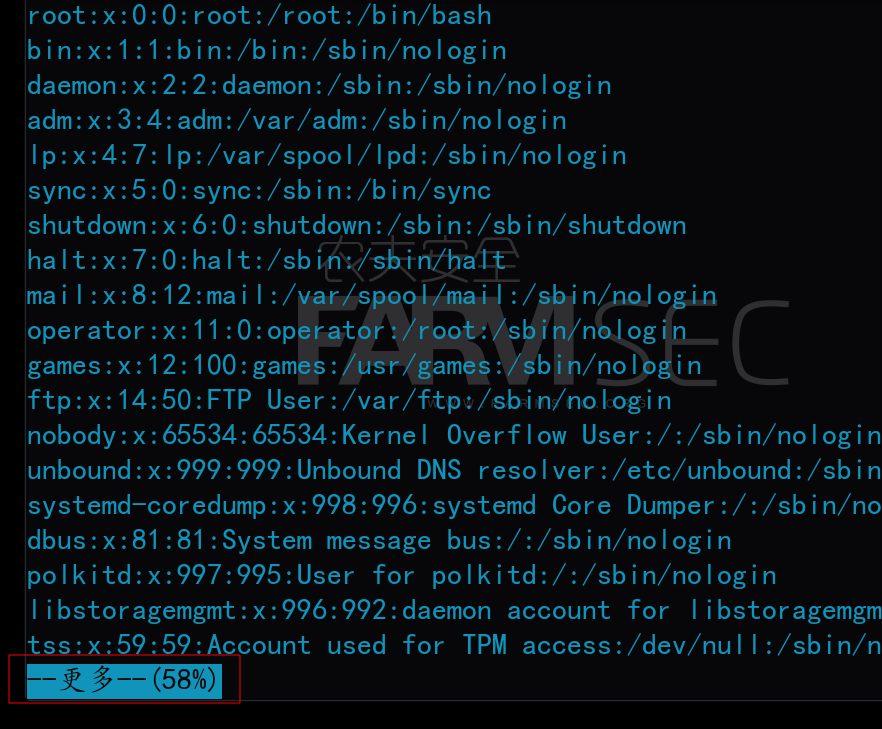 root:x:0:0:root:/root:/bin/bash
bin:x:1:1:bin:/bin:/sbin/nologin
daemon:x:2:2:daemon:/sbin:/sbin/nologin
adm:x:3:4:adm:/var/adm:/sbin/nologin
lp:x:4:7:lp:/var/spool/lpd:/sbin/nologin
sync:x:5:0:sync:/sbin:/bin/sync
shutdown:x:6:0:shutdown:/sbin:/sbin/shutdown
halt:x:7:0:halt:/sbin:/sbin/halt
mail:x:8:12:mail:/var/spool/mail:/sbin/nologin
operator:x:11:0:operator:/root:/sbin/nologin
games:x:12:100:games:/usr/games:/sbin/nologin
ftp:x:14:50:FTP User:/var/ftp:/sbin/nologin
nobody:x:65534:65534:Kernel Overflow User:/:/sbin/nologin
unbound:x:999:999:Unbound DNS resolver:/etc/unbound:/sbin
systemd-coredump:x:998:996:systemd Core Dumper:/:/sbin/no
dbus:x:81:81:System message bus:/:/sbin/nologin
polkitd:x:997:995:User for polkitd:/:/sbin/nologin
libstoragemgmt:x:996:992:daemon account for libstoragemgm
tss:x:59:59:Account used for TPM access:/dev/null:/sbin/n
--更多--(58%)
农夫安全
FARMSEC